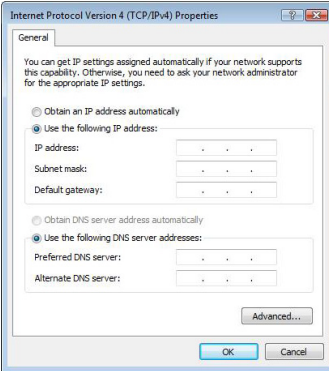 Internet Protocol Version 4 (TCP/IPv4) Properties
General
You can get IP settings assigned automatically if your network supports
this capability. Otherwise, you need to ask your network administrator
for the appropriate IP settings.
Obtain an IP address automatically
Use the following IP address:
IP address:
Subnet mask:
Default gateway:
Obtain DNS server address automatically
Use the following DNS server addresses:
Preferred DNS server:
Alternate DNS server:
Advanced...
OK Cancel